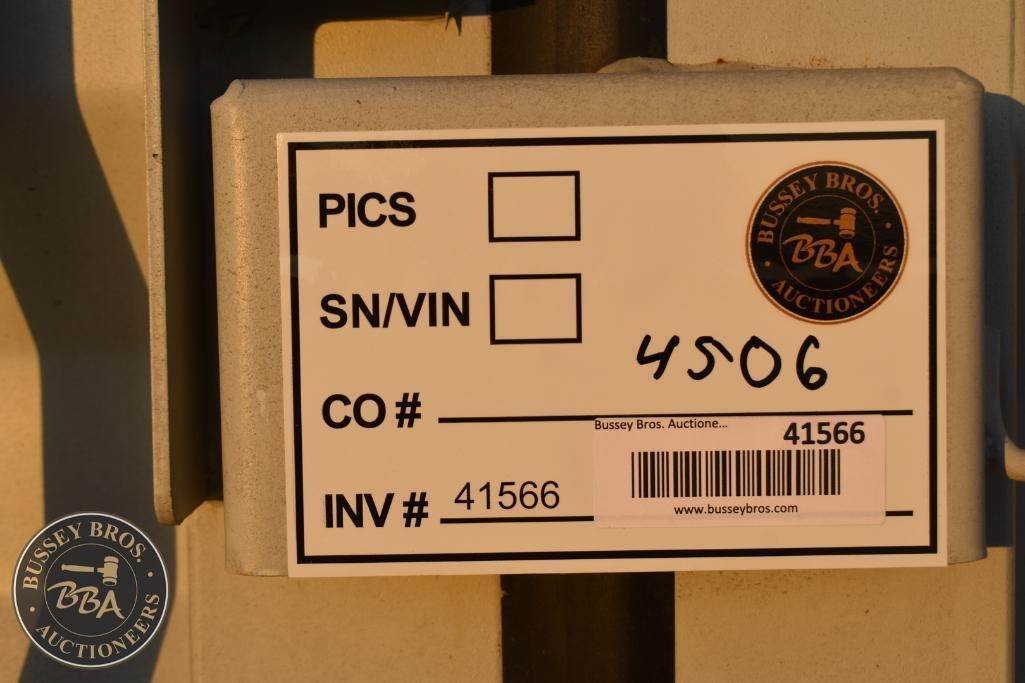 PICS
BUSSEY BROS.
BBA
AUCTIONEERS
SN/VIN
4506
CO #
Bussey Bros. Auctione...
41566
INV # 41566
www.busseybros.com
BUSSEY BROS.
BBA
AUCTIONEERS